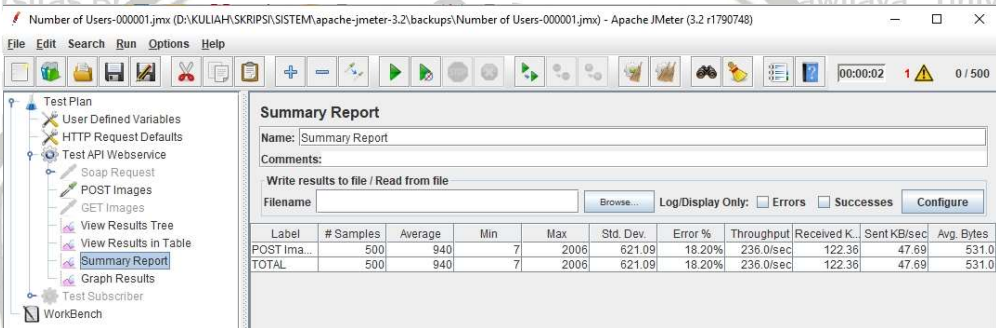 Number of Users-000001.jmx (D:\KULIAH\SKRIPSI\SISTEM\apache-jmeter-3.2\backups\Number of Users-000001.jmx) - Apache JMeter (3.2 r1790748)
File Edit Search Run Options Help
00:00:02 1 0 / 500
Test Plan
User Defined Variables
HTTP Request Defaults
Test API Webservice
Soap Request
POST Images
GET Images
View Results Tree
View Results in Table
Summary Report
Graph Results
Test Subscriber
WorkBench
Summary Report
Name: Summary Report
Comments:
Write results to file / Read from file
Filename Browse... Log/Display Only: Errors Successes Configure
Label # Samples Average Min Max Std. Dev. Error % Throughput Received K... Sent KB/sec Avg. Bytes
POST Ima... 500 940 7 2006 621.09 18.20% 236.0/sec 122.36 47.69 531.0
TOTAL 500 940 7 2006 621.09 18.20% 236.0/sec 122.36 47.69 531.0